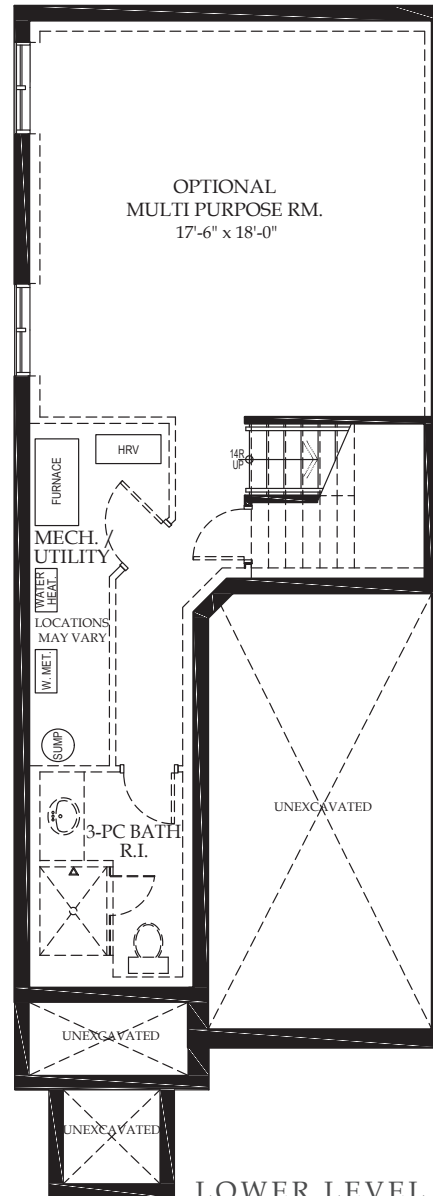 OPTIONAL
MULTI PURPOSE RM.
17'-6" x 18'-0"
HRV
FURNACE
14R
UP
MECH.
UTILITY
WATER
HEAT.
LOCATIONS
MAY VARY
W. MET.
SUMP
UNEXCAVATED
3-PC BATH
R.I.
UNEXCAVATED
UNEXCAVATED
LOWER LEVEL